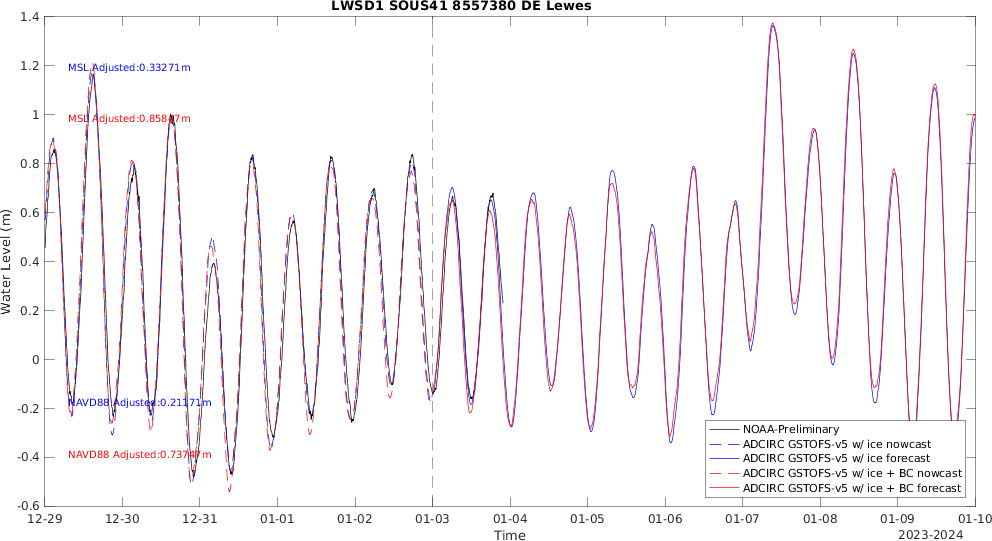 LWSD1 SOUS41 8557380 DE Lewes
1.4
1.2
1
0.8
0.6
0.4
0.2
0
-0.2
-0.4
-0.6
Water Level (m)
MSL Adjusted:0.33271m
MSL Adjusted:0.85847m
NAVD88 Adjusted:0.21171m
NAVD88 Adjusted:0.73747m
NOAA-Preliminary
ADCIRC GSTOFS-v5 w/ ice nowcast
ADCIRC GSTOFS-v5 w/ ice forecast
ADCIRC GSTOFS-v5 w/ ice + BC nowcast
ADCIRC GSTOFS-v5 w/ ice + BC forecast
12-29 12-30 12-31 01-01 01-02 01-03 01-04 01-05 01-06 01-07 01-08 01-09 01-10
Time
2023-2024